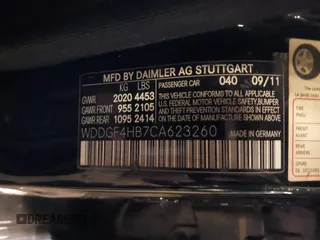 MFD BY DAIMLER AG STUTTGART
KG LBS PASSENGER CAR 040 09/11
GVWR 2020 4453
GAWR FRONT 955 2105
GAWR REAR 1095 2414
THIS VEHICLE CONFORMS TO ALL APPLICABLE
U.S. FEDERAL MOTOR VEHICLE SAFETY, BUMPER
AND THEFT PREVENTION STANDARDS IN EFFECT
ON THE DATE OF MANUFACTURE SHOWN ABOVE
WDDGF4HB7CA623260 GERMANY